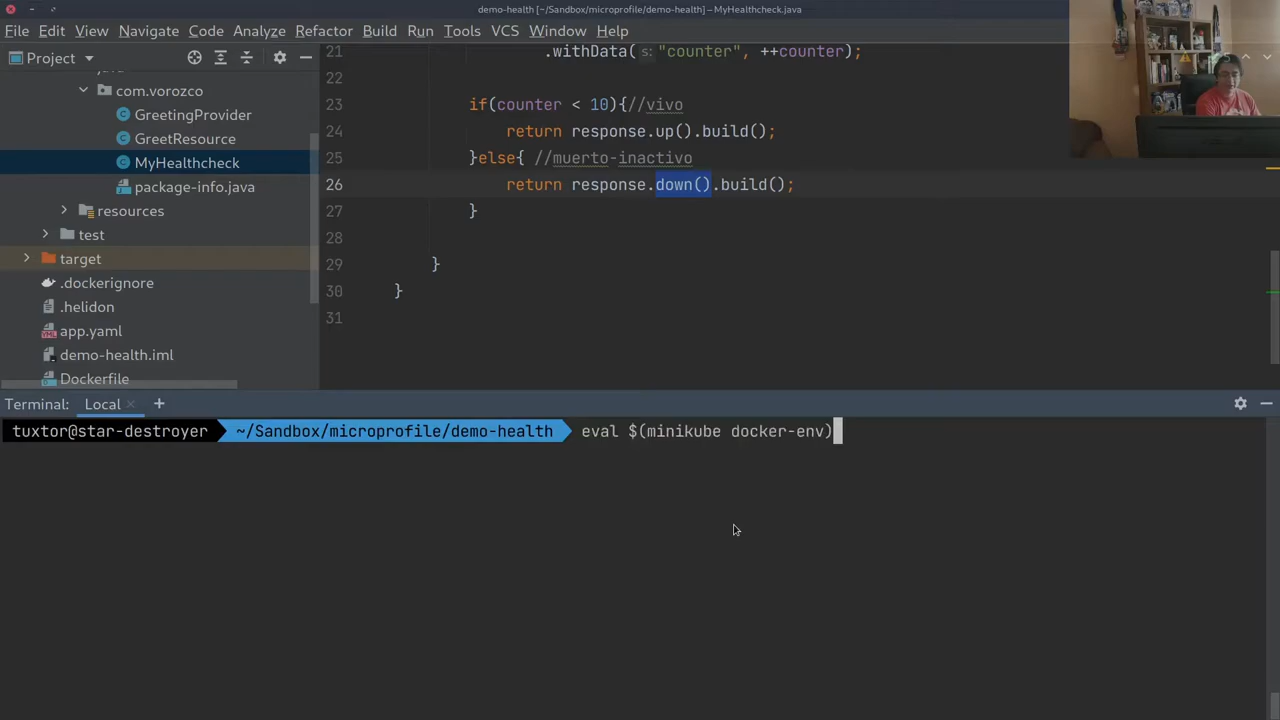 demo-health [~/Sandbox/microprofile/demo-health] – MyHealthcheck.java
File Edit View Navigate Code Analyze Refactor Build Run Tools VCS Window Help
Project
com.vorozco
GreetingProvider
GreetResource
MyHealthcheck
package-info.java
resources
test
target
.dockerignore
.helidon
app.yaml
demo-health.iml
Dockerfile
21 .withData( s: "counter", ++counter);
22
23 if(counter < 10){//vivo
24 return response.up().build();
25 }else{ //muerto-inactivo
26 return response.down().build();
27 }
28
29 }
30 }
31
Terminal: Local × +
tuxtor@star-destroyer ~/Sandbox/microprofile/demo-health eval $(minikube docker-env)